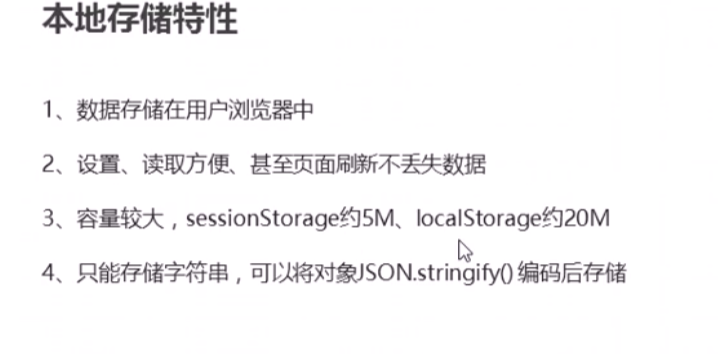 本地存储特性
1、数据存储在用户浏览器中
2、设置、读取方便、甚至页面刷新不丢失数据
3、容量较大，sessionStorage约5M、localStorage约20M
4、只能存储字符串，可以将对象JSON.stringify() 编码后存储